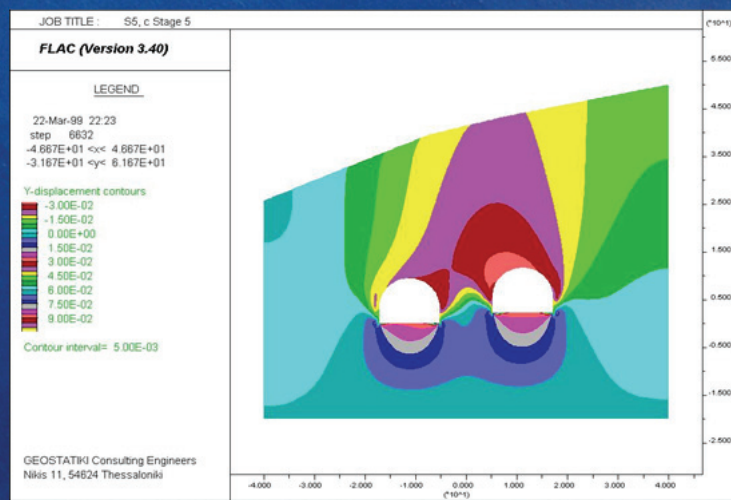 JOB TITLE : S5, c Stage 5
FLAC (Version 3.40)
LEGEND
22-Mar-99 22:23
step 6632
-4.667E+01 <x< 4.667E+01
-3.167E+01 <y< 6.167E+01
Y-displacement contours
-3.00E-02
-1.50E-02
0.00E+00
1.50E-02
3.00E-02
4.50E-02
6.00E-02
7.50E-02
9.00E-02
Contour interval= 5.00E-03
GEOSTATIKI Consulting Engineers
Nikis 11, 54624 Thessaloniki
(*10^1)
5.500
4.500
3.500
2.500
1.500
0.500
-0.500
-1.500
-2.500
-4.000 -3.000 -2.000 -1.000 0.000 1.000 2.000 3.000 4.000
(*10^1)